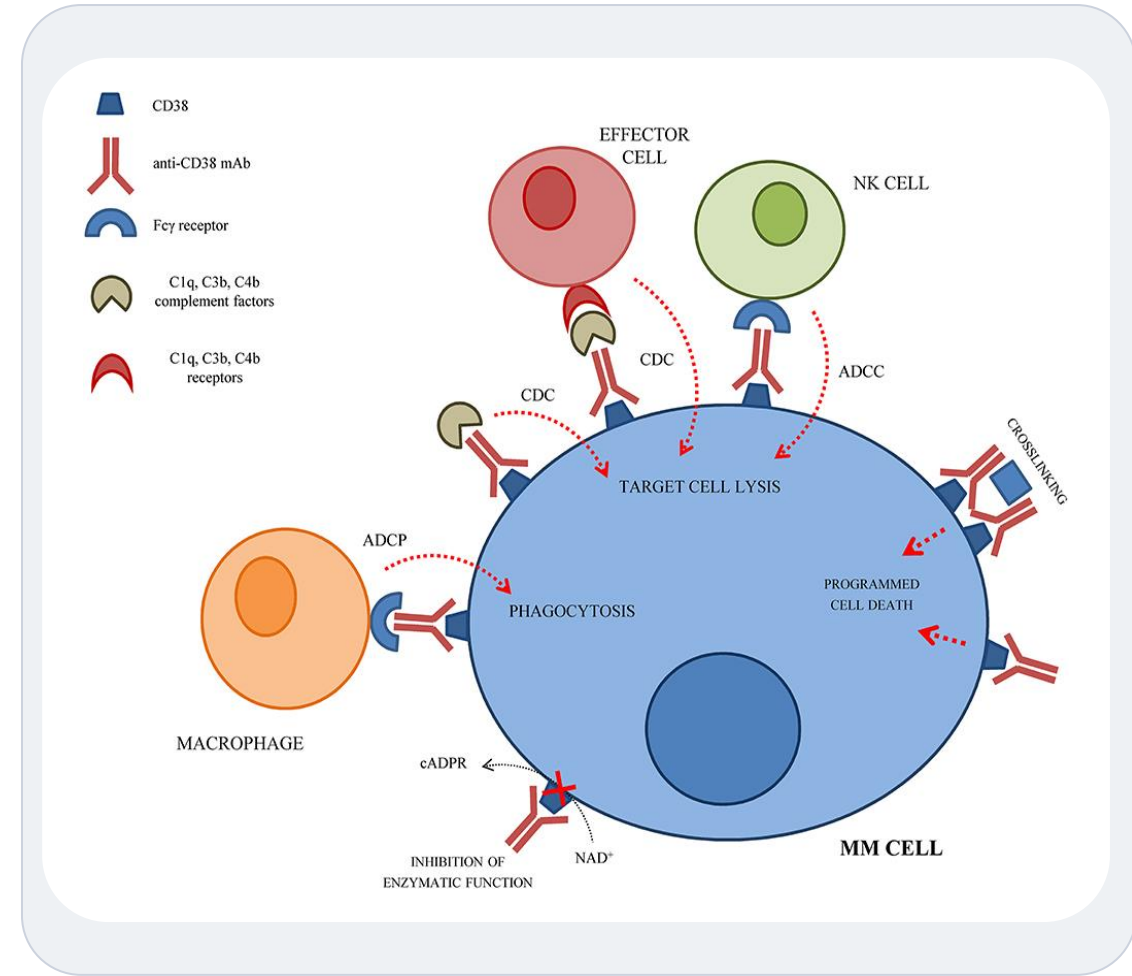 CD38
anti-CD38 mAb
Fcγ receptor
C1q, C3b, C4b
complement factors
C1q, C3b, C4b
receptors
EFFECTOR
CELL
NK CELL
CDC
CDC
ADCC
CROSSLINKING
TARGET CELL LYSIS
ADCP
PHAGOCYTOSIS
PROGRAMMED
CELL DEATH
MACROPHAGE
cADPR
NAD⁺
INHIBITION OF
ENZYMATIC FUNCTION
MM CELL